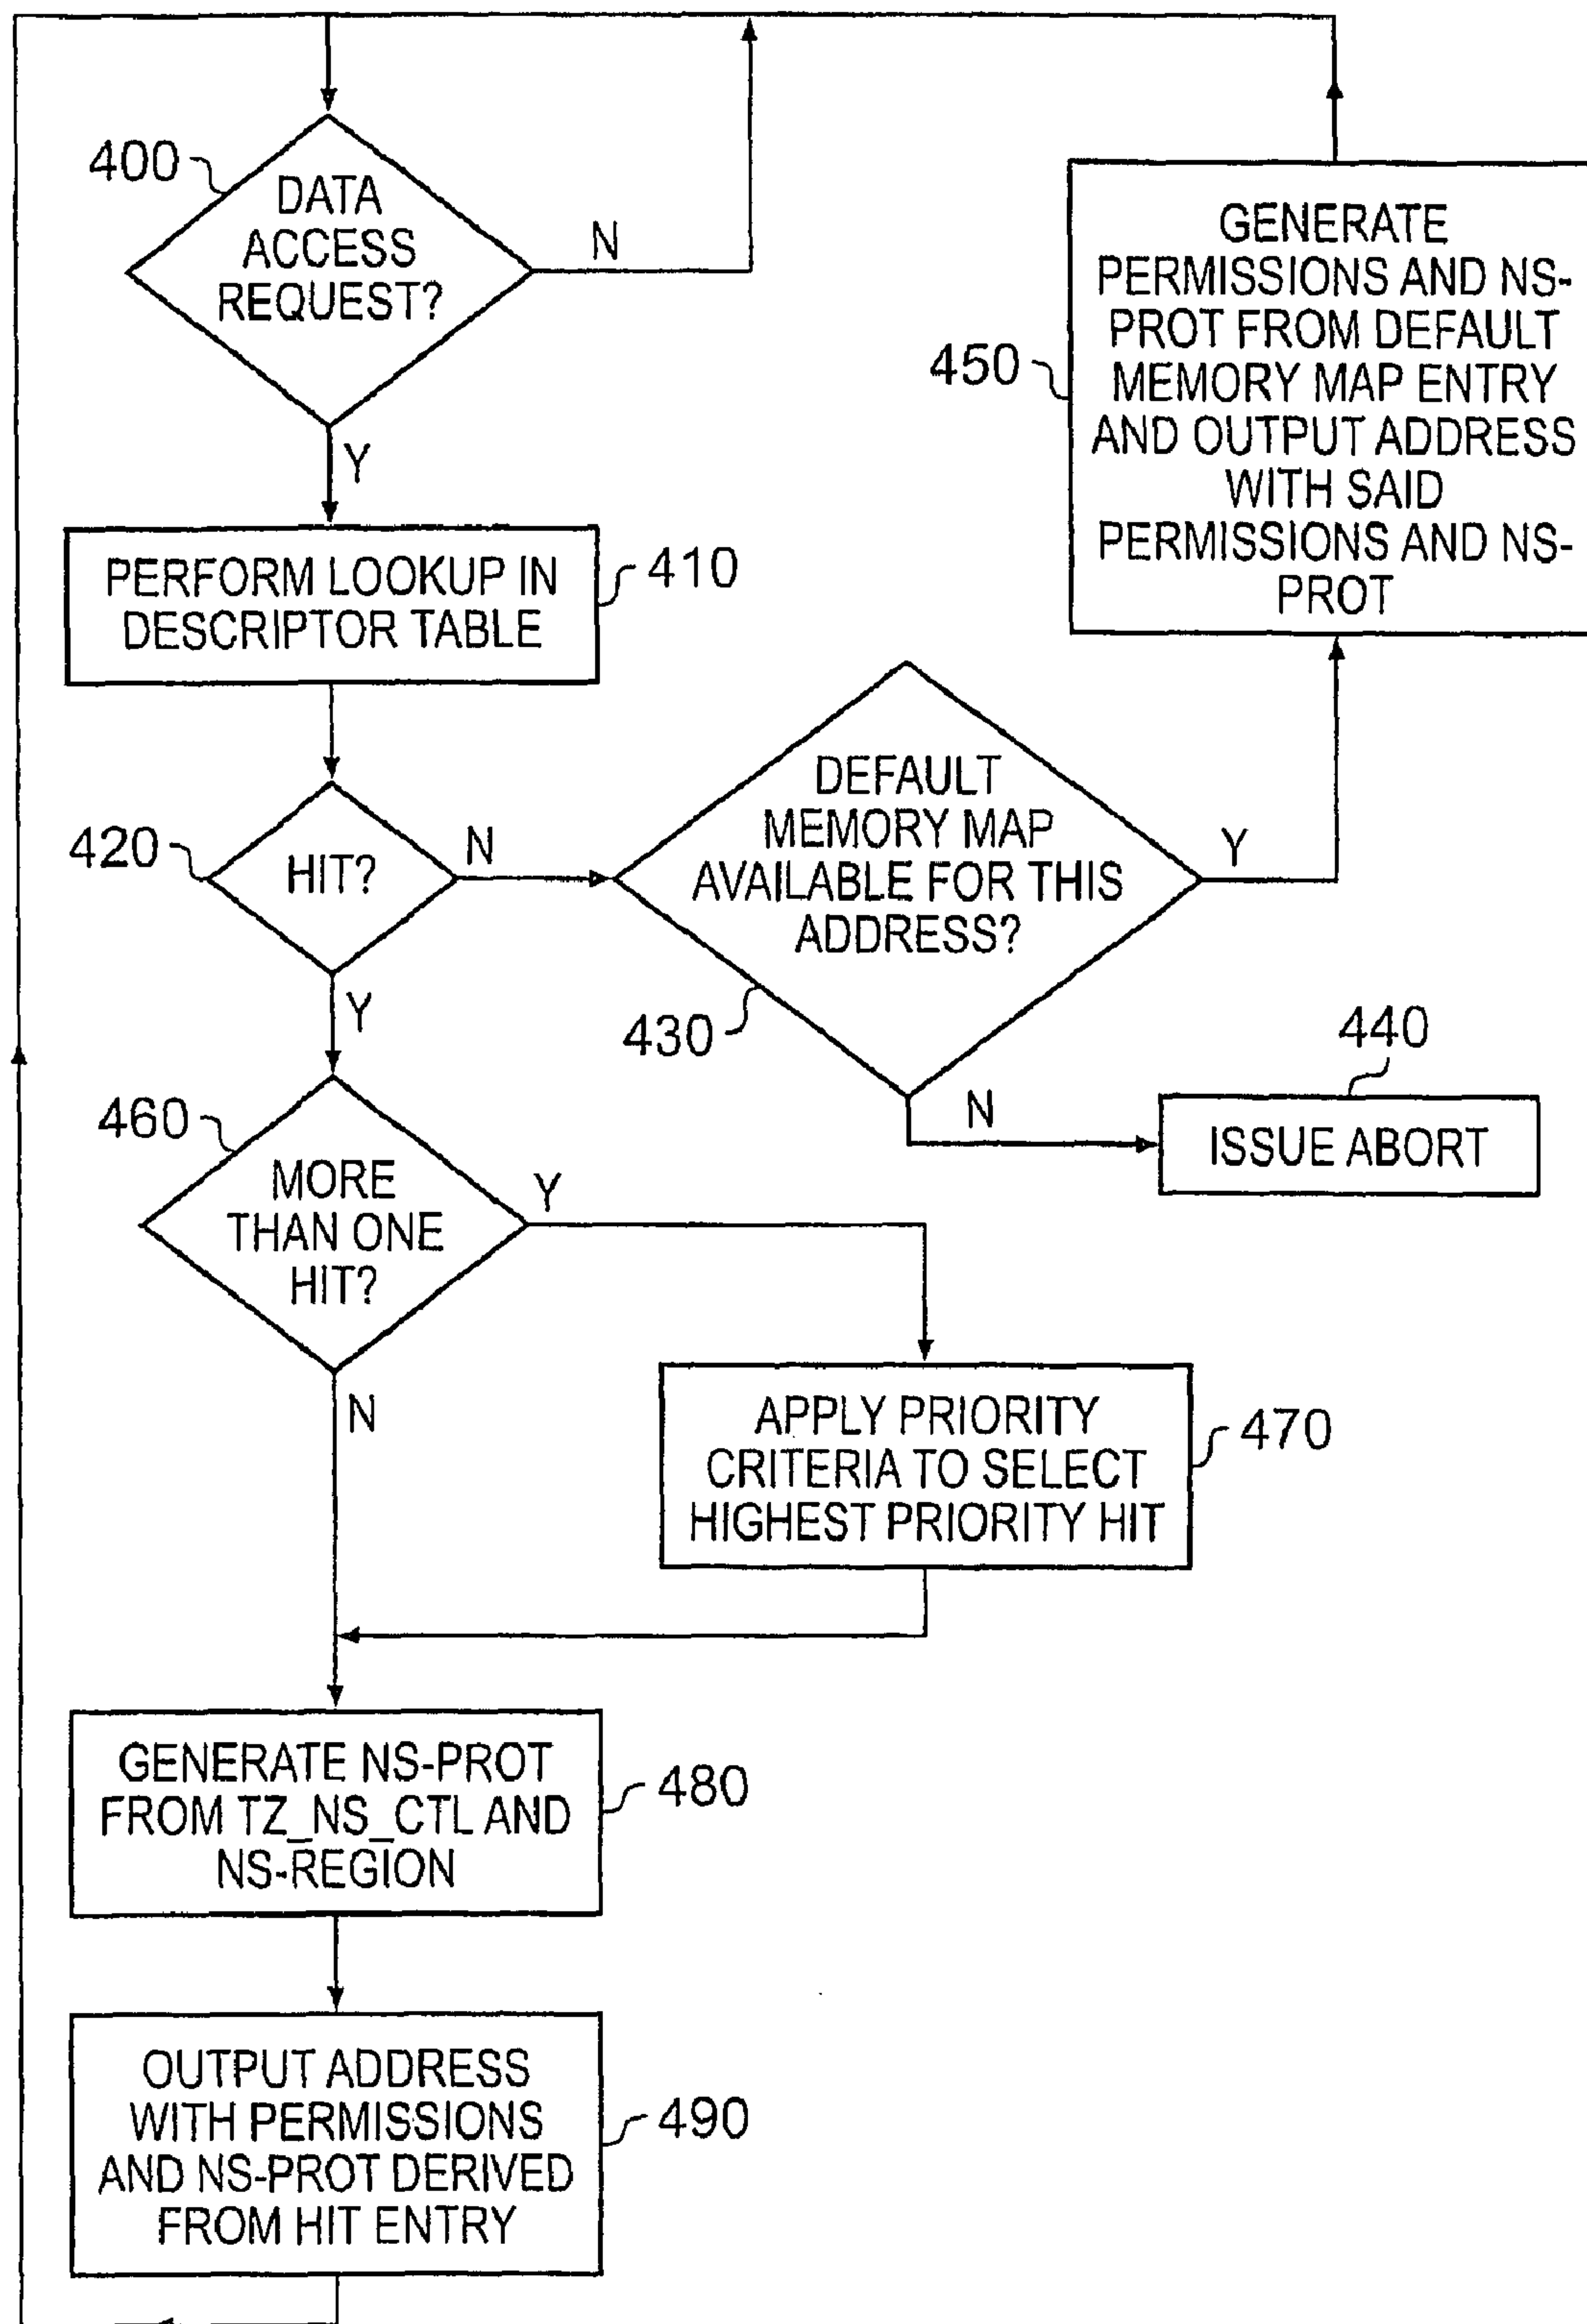 400
DATA
ACCESS
REQUEST?
N
Y
GENERATE
PERMISSIONS AND NS-
PROT FROM DEFAULT
MEMORY MAP ENTRY
AND OUTPUT ADDRESS
WITH SAID
PERMISSIONS AND NS-
PROT
450
PERFORM LOOKUP IN
DESCRIPTOR TABLE
410
420
HIT?
N
Y
DEFAULT
MEMORY MAP
AVAILABLE FOR THIS
ADDRESS?
Y
430
N
440
ISSUE ABORT
460
MORE
THAN ONE
HIT?
Y
N
APPLY PRIORITY
CRITERIA TO SELECT
HIGHEST PRIORITY HIT
470
GENERATE NS-PROT
FROM TZ_NS_CTL AND
NS-REGION
480
OUTPUT ADDRESS
WITH PERMISSIONS
AND NS-PROT DERIVED
FROM HIT ENTRY
490